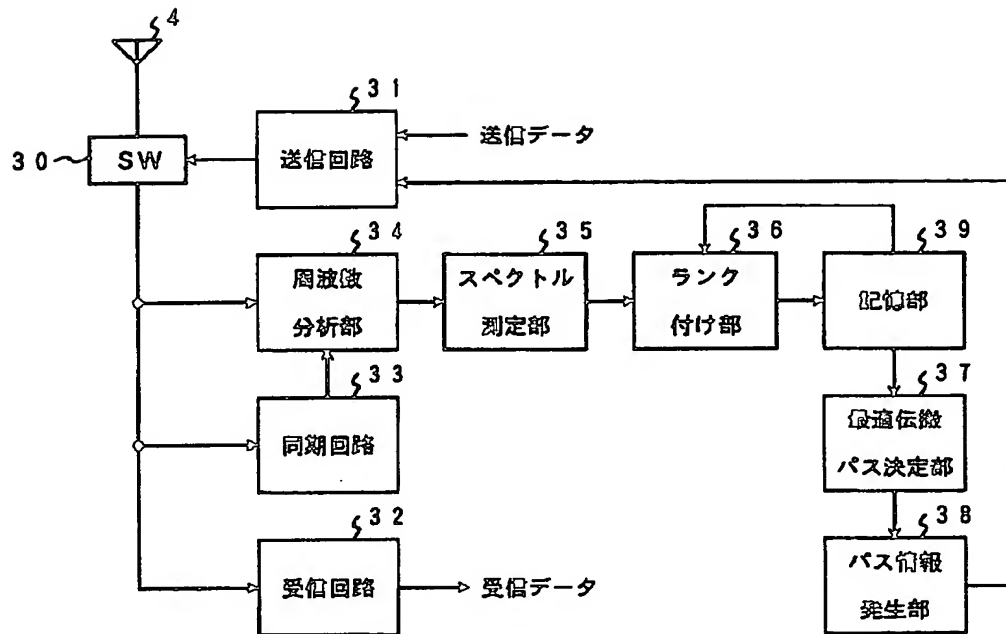 4
31
30
SW
送信回路
送信データ
34
35
36
39
周波数
分析部
スペクトル
測定部
ランク
付け部
記憶部
33
同期回路
37
最適伝搬
パス決定部
32
受信回路
受信データ
38
パス情報
発生部